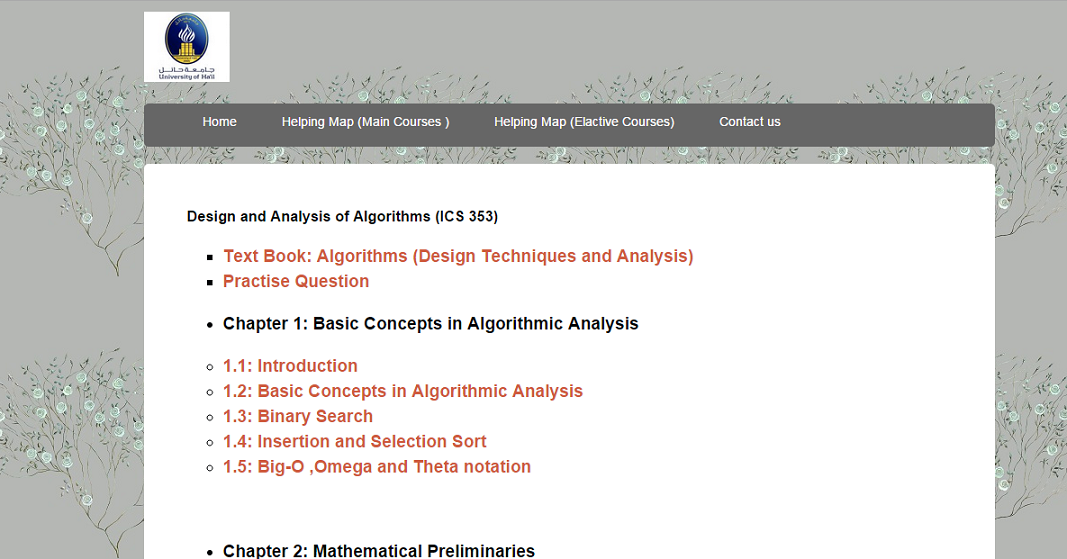 جامعة حائل
University of Ha'il
Home
Helping Map (Main Courses )
Helping Map (Elactive Courses)
Contact us
Design and Analysis of Algorithms (ICS 353)
Text Book: Algorithms (Design Techniques and Analysis)
Practise Question
Chapter 1: Basic Concepts in Algorithmic Analysis
1.1: Introduction
1.2: Basic Concepts in Algorithmic Analysis
1.3: Binary Search
1.4: Insertion and Selection Sort
1.5: Big-O ,Omega and Theta notation
Chapter 2: Mathematical Preliminaries